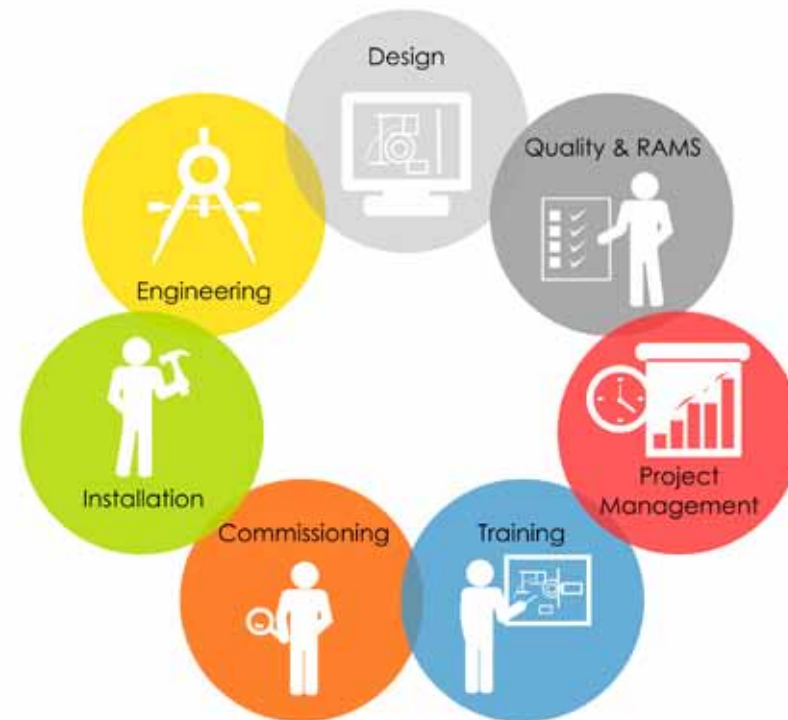 Design
Quality & RAMS
Engineering
Project
Management
Installation
Commissioning
Training